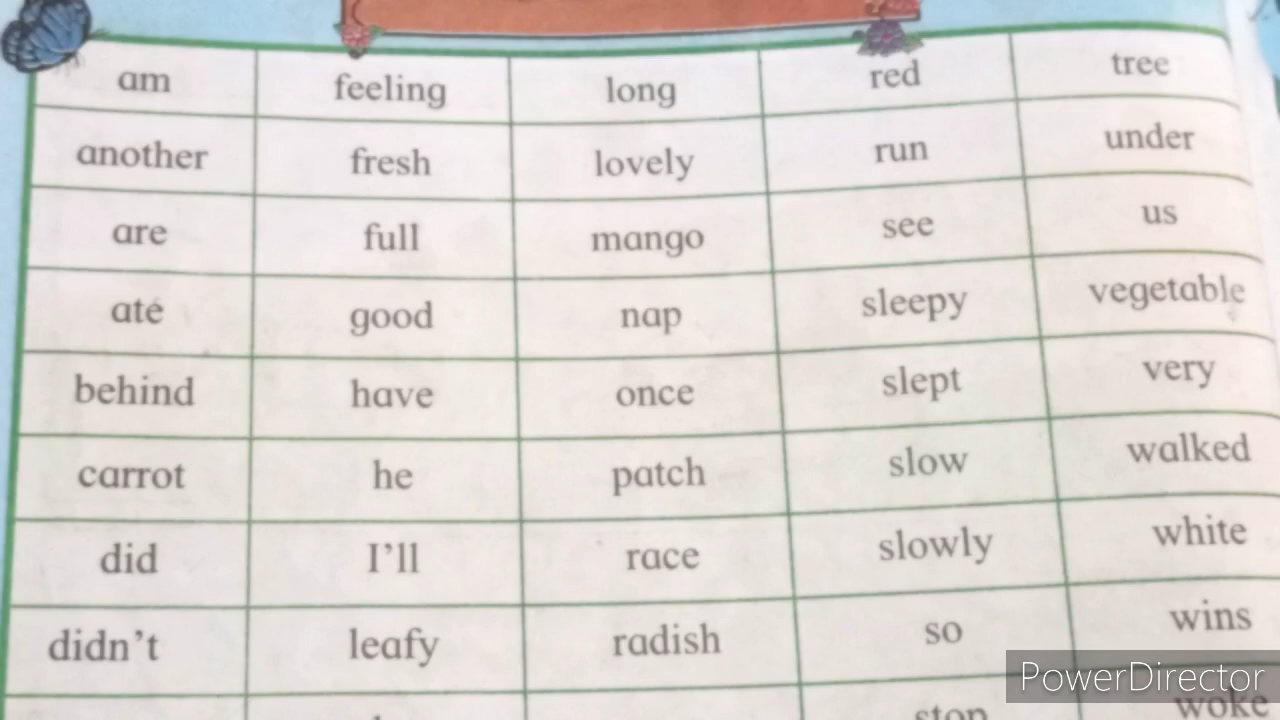 am feeling long red tree
another fresh lovely run under
are full mango see us
ate good nap sleepy vegetable
behind have once slept very
carrot he patch slow walked
did I'll race slowly white
didn't leafy radish so wins
stop woke
PowerDirector